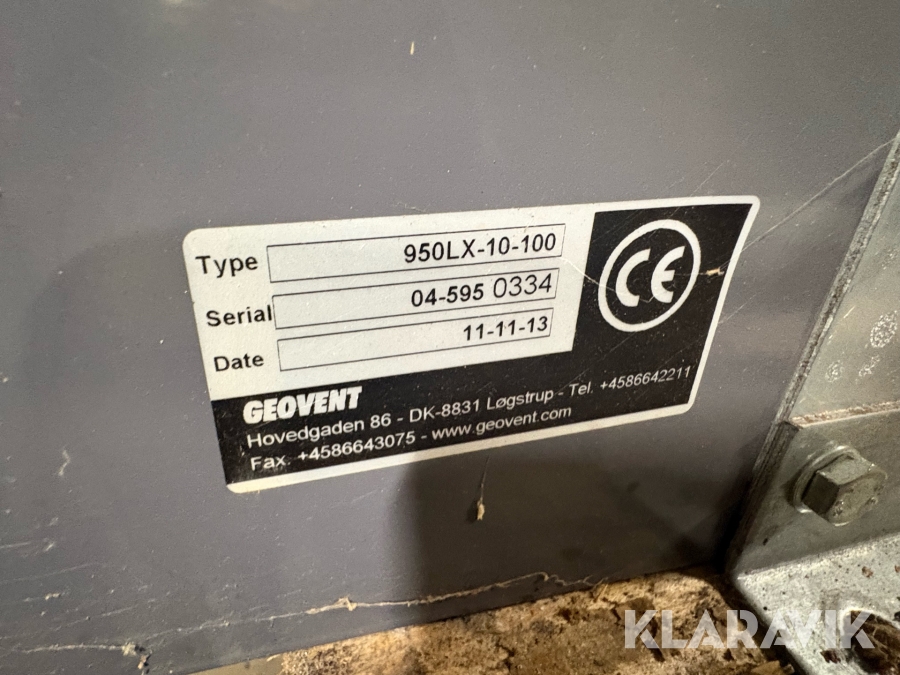 Type 950LX-10-100
Serial 04-595 0334
Date 11-11-13
CE
GEOVENT
Hovedgaden 86 - DK-8831 Løgstrup - Tel. +4586642211
Fax. +4586643075 - www.geovent.com
KLARAVIK